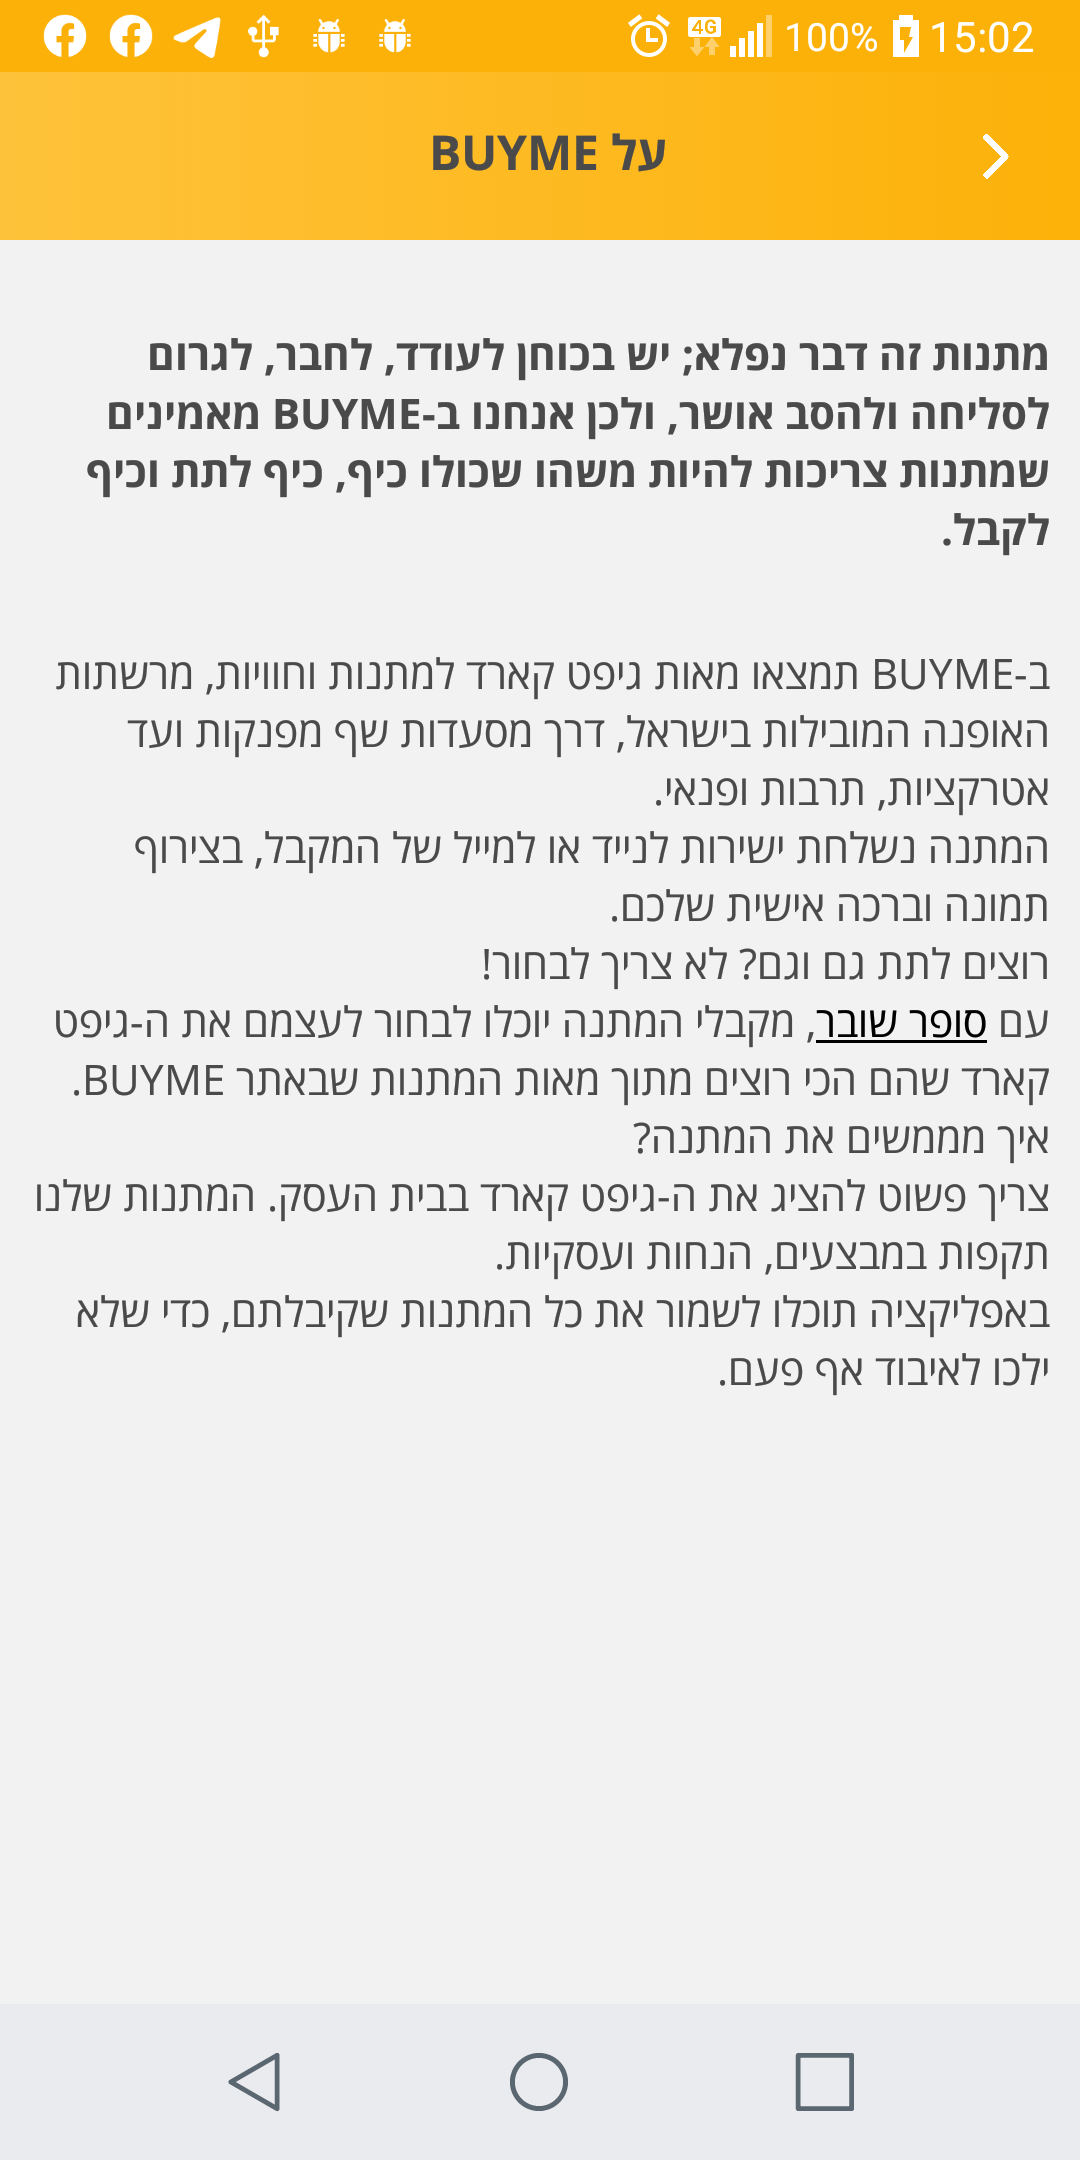 4G 100% 15:02
על BUYME
מתנות זה דבר נפלא; יש בכוחן לעודד, לחבר, לגרום
לסליחה ולהסב אושר, ולכן אנחנו ב-BUYME מאמינים
שמתנות צריכות להיות משהו שכולו כיף, כיף לתת וכיף
לקבל.
ב-BUYME תמצאו מאות גיפט קארד למתנות וחוויות, מרשתות
האופנה המובילות בישראל, דרך מסעדות שף מפנקות ועד
אטרקציות, תרבות ופנאי.
המתנה נשלחת ישירות לנייד או למייל של המקבל, בצירוף
תמונה וברכה אישית שלכם.
רוצים לתת גם וגם? לא צריך לבחור!
עם סופר שובר, מקבלי המתנה יוכלו לבחור לעצמם את ה-גיפט
קארד שהם הכי רוצים מתוך מאות המתנות שבאתר BUYME.
איך מממשים את המתנה?
צריך פשוט להציג את ה-גיפט קארד בבית העסק. המתנות שלנו
תקפות במבצעים, הנחות ועסקיות.
באפליקציה תוכלו לשמור את כל המתנות שקיבלתם, כדי שלא
ילכו לאיבוד אף פעם.